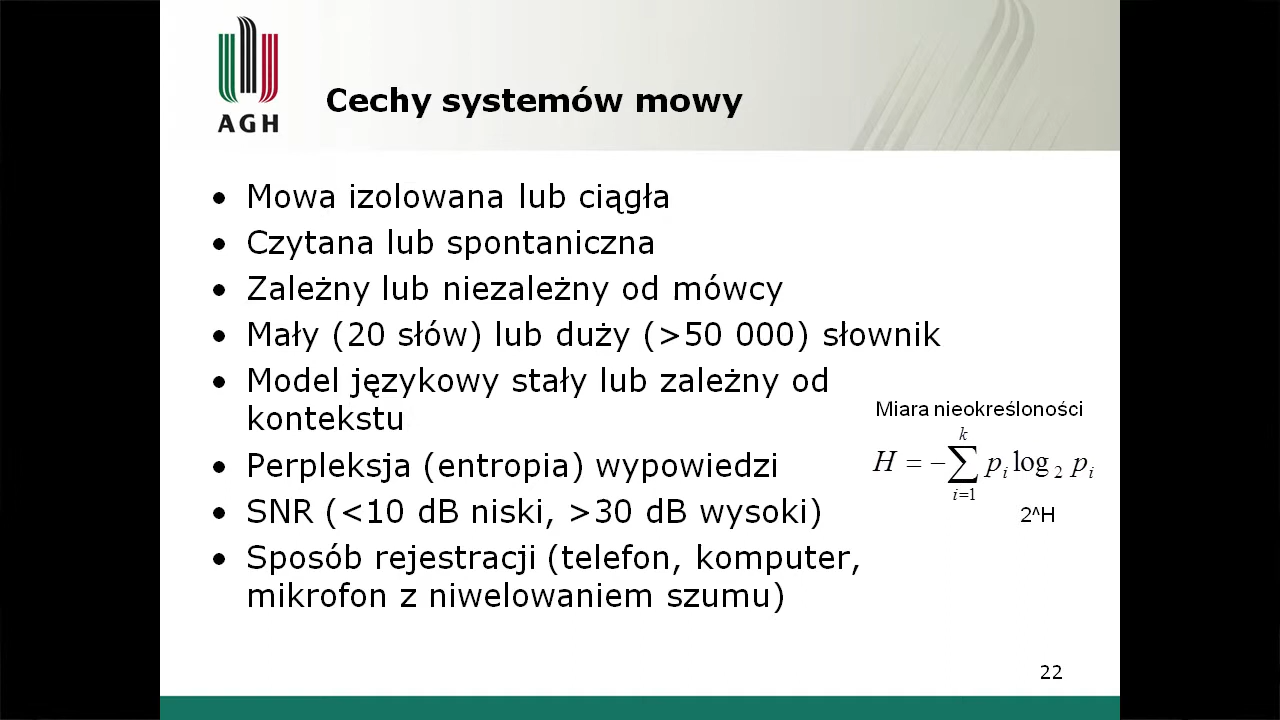 AGH
Cechy systemów mowy
• Mowa izolowana lub ciągła
• Czytana lub spontaniczna
• Zależny lub niezależny od mówcy
• Mały (20 słów) lub duży (>50 000) słownik
• Model językowy stały lub zależny od
kontekstu
• Perpleksja (entropia) wypowiedzi
• SNR (<10 dB niski, >30 dB wysoki)
• Sposób rejestracji (telefon, komputer,
mikrofon z niwelowaniem szumu)
Miara nieokreśloności
H = −∑_{i=1}^{k} p_i log_2 p_i
2^H
22